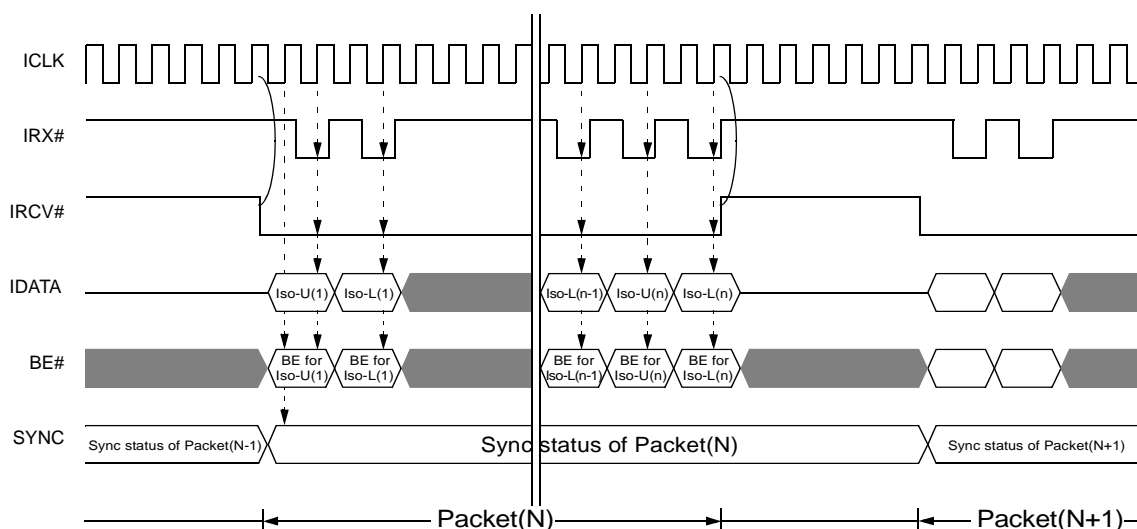 ICLK
IRX#
IRCV#
IDATA
Iso-U(1)
Iso-L(1)
Iso-L(n-1)
Iso-U(n)
Iso-L(n)
BE#
BE for
Iso-U(1)
BE for
Iso-L(1)
BE for
Iso-L(n-1)
BE for
Iso-U(n)
BE for
Iso-L(n)
SYNC
Sync status of Packet(N-1)
Sync status of Packet(N)
Sync status of Packet(N+1)
Packet(N)
Packet(N+1)